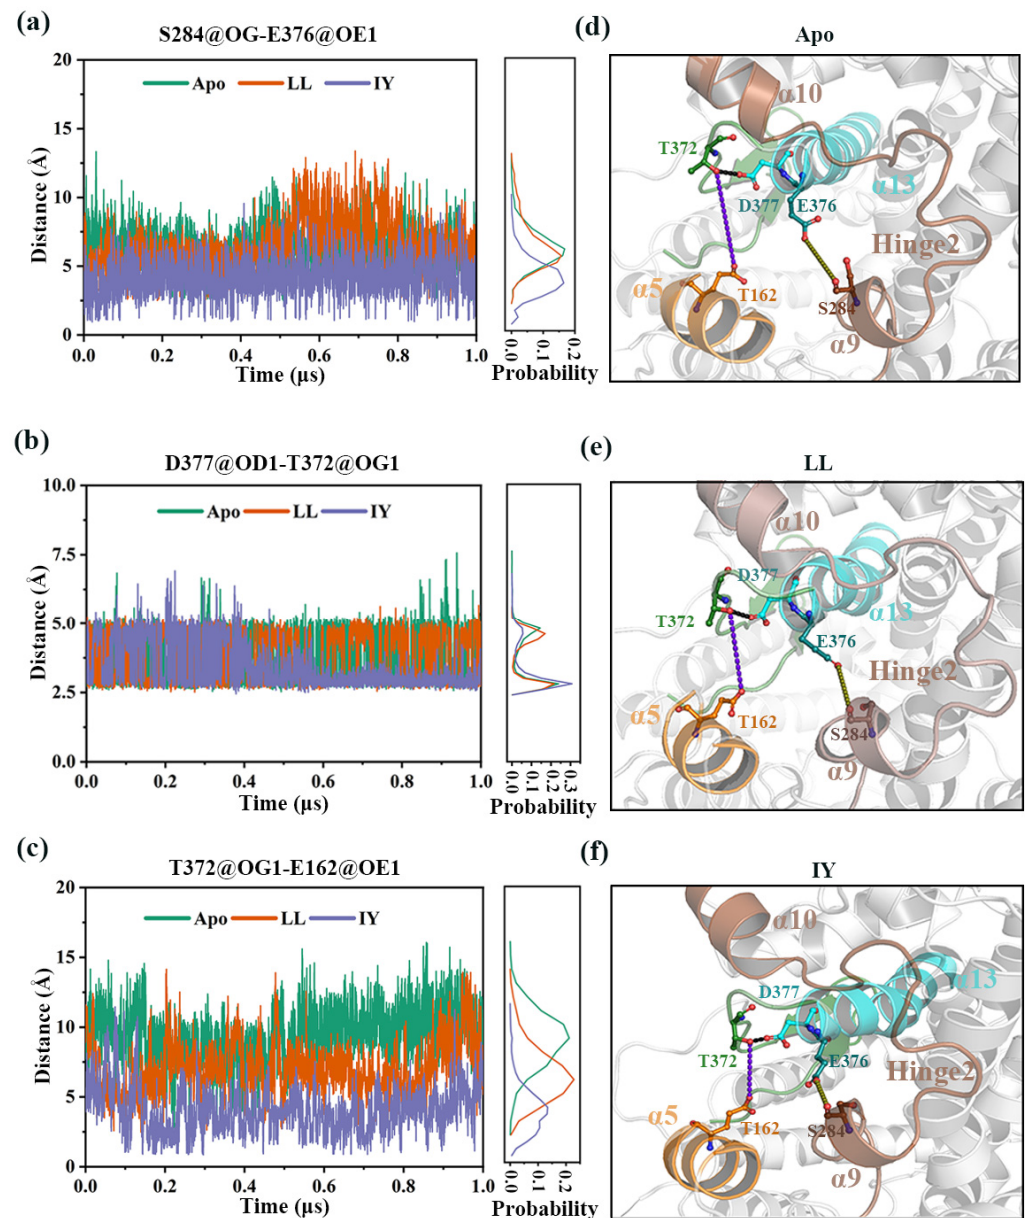 (a)
S284@OG-E376@OE1
Apo LL IY
20
15
10
5
0
Distance (Å)
0.0 0.2 0.4 0.6 0.8 1.0
Time (μs)
0.0 0.1 0.2
Probability
(d)
Apo
α10
T372
D377 E376
α13
Hinge2
α5
T162
S284
α9
(b)
D377@OD1-T372@OG1
Apo LL IY
10.0
7.5
5.0
2.5
0.0
Distance (Å)
0.0 0.2 0.4 0.6 0.8 1.0
Time (μs)
0.0 0.1 0.2 0.3
Probability
(e)
LL
α10
D377
T372
α13
E376
Hinge2
α5
T162
S284
α9
(c)
T372@OG1-E162@OE1
Apo LL IY
20
15
10
5
0
Distance (Å)
0.0 0.2 0.4 0.6 0.8 1.0
Time (μs)
0.0 0.1 0.2
Probability
(f)
IY
α10
D377
α13
T372
E376
Hinge2
α5
T162
S284
α9